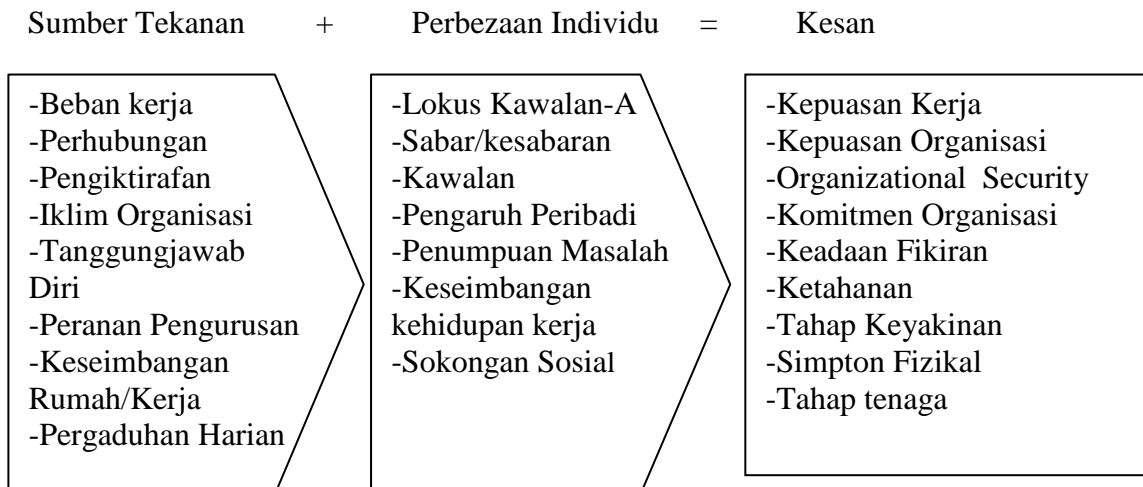 Sumber Tekanan + Perbezaan Individu = Kesan
-Beban kerja
-Perhubungan
-Pengiktirafan
-Iklim Organisasi
-Tanggungjawab
Diri
-Peranan Pengurusan
-Keseimbangan
Rumah/Kerja
-Pergaduhan Harian
-Lokus Kawalan-A
-Sabar/kesabaran
-Kawalan
-Pengaruh Peribadi
-Penumpuan Masalah
-Keseimbangan
kehidupan kerja
-Sokongan Sosial
-Kepuasan Kerja
-Kepuasan Organisasi
-Organizational Security
-Komitmen Organisasi
-Keadaan Fikiran
-Ketahanan
-Tahap Keyakinan
-Simpton Fizikal
-Tahap tenaga